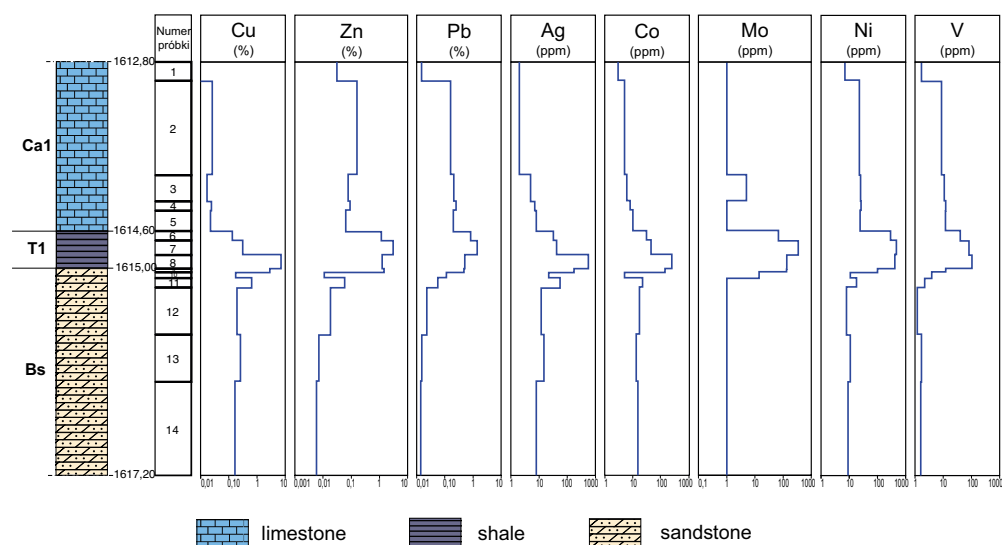 Numer
próbki
Cu
(%)
Zn
(%)
Pb
(%)
Ag
(ppm)
Co
(ppm)
Mo
(ppm)
Ni
(ppm)
V
(ppm)
1612,80
1
2
Ca1
3
4
5
1614,60
6
T1
7
8
1615,00
11
12
Bs
13
14
1617,20
0,01 0,10 1 10
0,001 0,01 0,1 1 10
0,01 0,10 1 10
1 10 100 1000
1 10 100 1000
0,1 1 10 100 1000
1 10 100 1000
1 10 100 1000
limestone
shale
sandstone